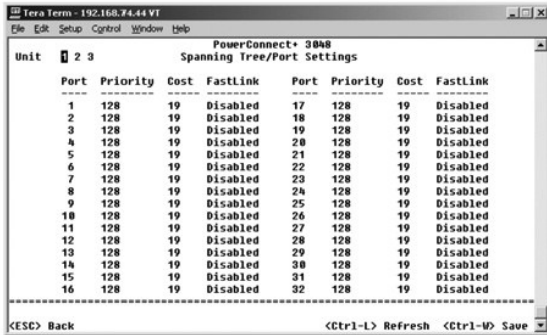 Tera Term - 192.168.74.44 VT
File Edit Setup Control Window Help
PowerConnect+ 3048
Unit 1 2 3 Spanning Tree/Port Settings
Port Priority Cost FastLink Port Priority Cost FastLink
---- -------- ---- -------- ---- -------- ---- --------
1 128 19 Disabled 17 128 19 Disabled
2 128 19 Disabled 18 128 19 Disabled
3 128 19 Disabled 19 128 19 Disabled
4 128 19 Disabled 20 128 19 Disabled
5 128 19 Disabled 21 128 19 Disabled
6 128 19 Disabled 22 128 19 Disabled
7 128 19 Disabled 23 128 19 Disabled
8 128 19 Disabled 24 128 19 Disabled
9 128 19 Disabled 25 128 19 Disabled
10 128 19 Disabled 26 128 19 Disabled
11 128 19 Disabled 27 128 19 Disabled
12 128 19 Disabled 28 128 19 Disabled
13 128 19 Disabled 29 128 19 Disabled
14 128 19 Disabled 30 128 19 Disabled
15 128 19 Disabled 31 128 19 Disabled
16 128 19 Disabled 32 128 19 Disabled
<ESC> Back <Ctrl-L> Refresh <Ctrl-W> Save